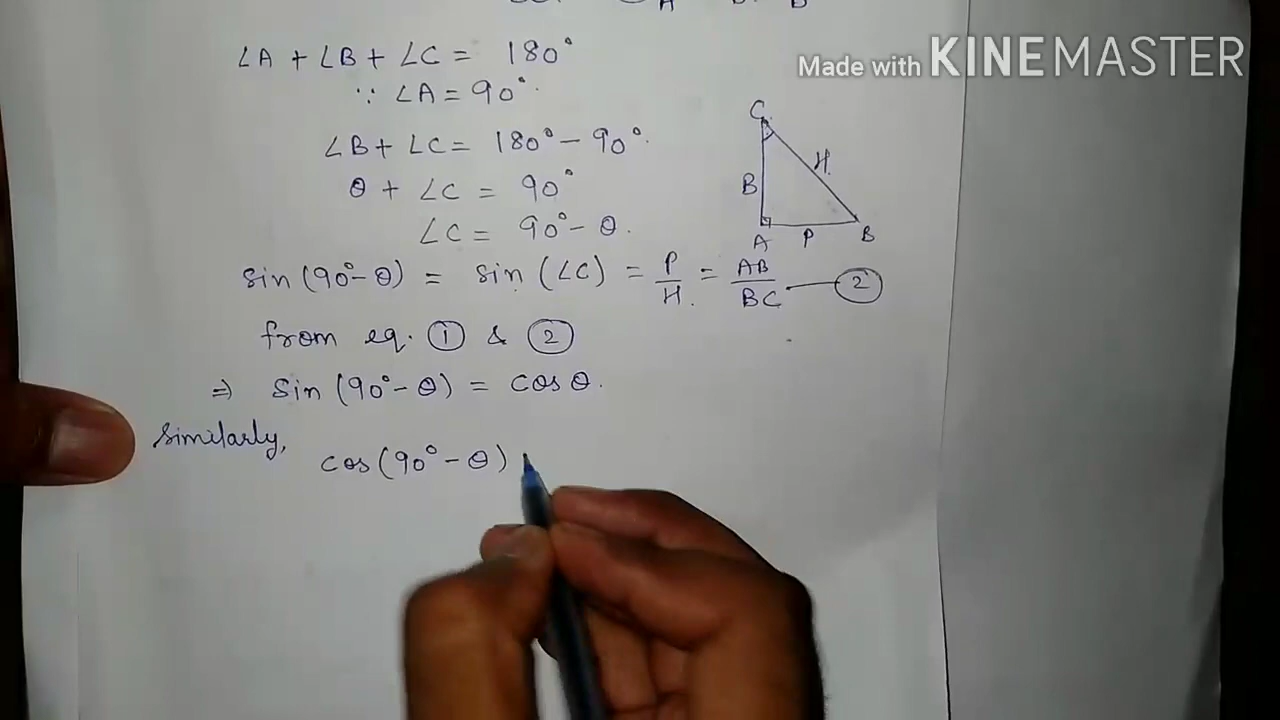 ∠A + ∠B + ∠C = 180°
∵ ∠A = 90°.
∠B + ∠C = 180° − 90°.
θ + ∠C = 90°
∠C = 90° − θ.
sin (90° − θ) = sin (∠C) = P/H. = AB/BC — ②
from eq. ① & ②
⇒ sin (90° − θ) = cos θ.
Similarly,
cos (90° − θ)
Made with KINEMASTER
C
H.
B
A
P
B